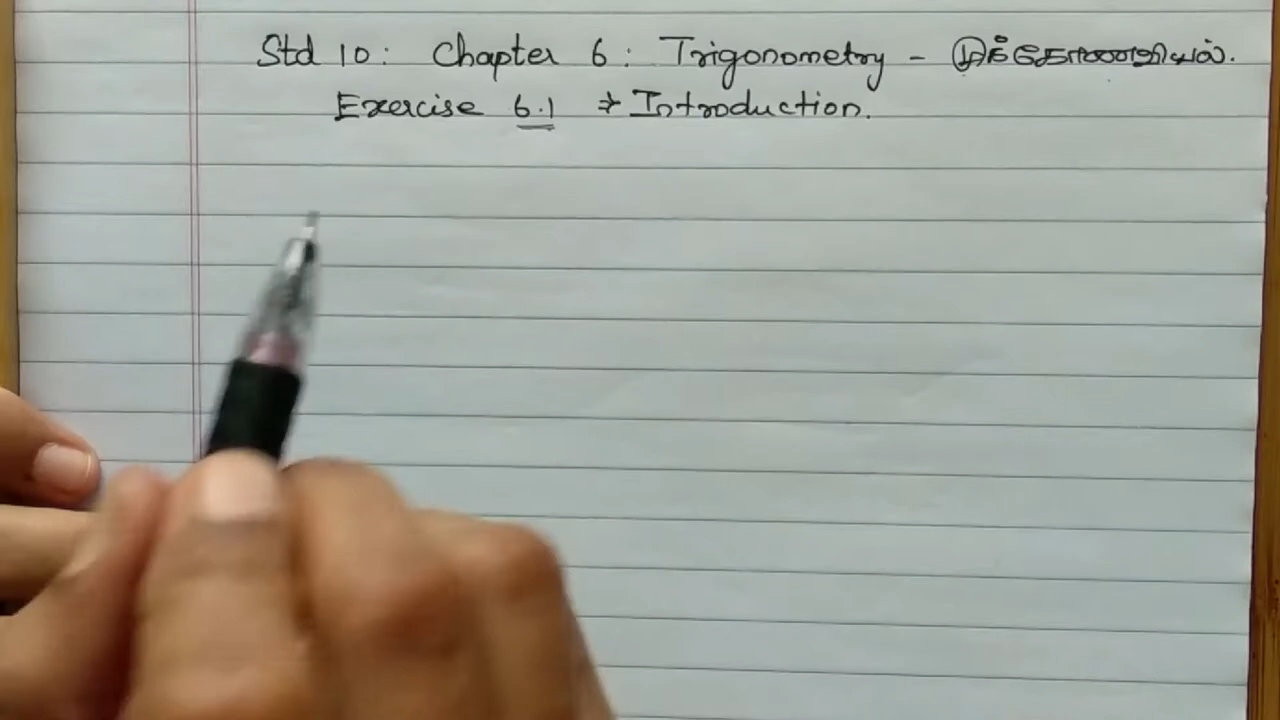 Std 10: Chapter 6: Trigonometry - முக்கோணவியல்.
Exercise 6.1 ⇒ Introduction.